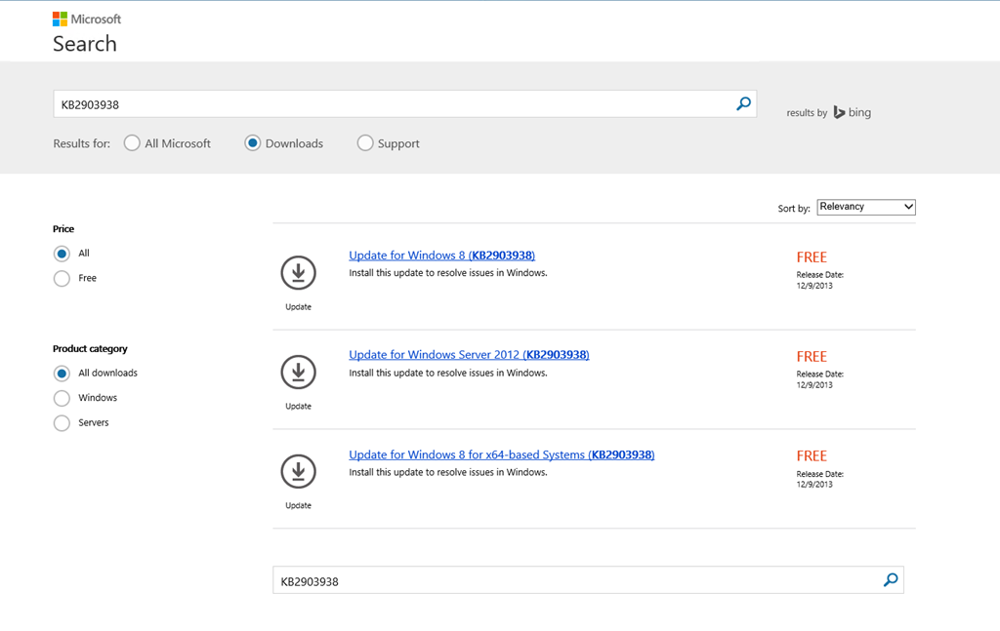 Microsoft
Search
KB2903938
results by bing
Results for: All Microsoft Downloads Support
Sort by: Relevancy
Price
All
Free
Product category
All downloads
Windows
Servers
Update for Windows 8 (KB2903938)
Install this update to resolve issues in Windows.
Update
FREE
Release Date:
12/9/2013
Update for Windows Server 2012 (KB2903938)
Install this update to resolve issues in Windows.
Update
FREE
Release Date:
12/9/2013
Update for Windows 8 for x64-based Systems (KB2903938)
Install this update to resolve issues in Windows.
Update
FREE
Release Date:
12/9/2013
KB2903938